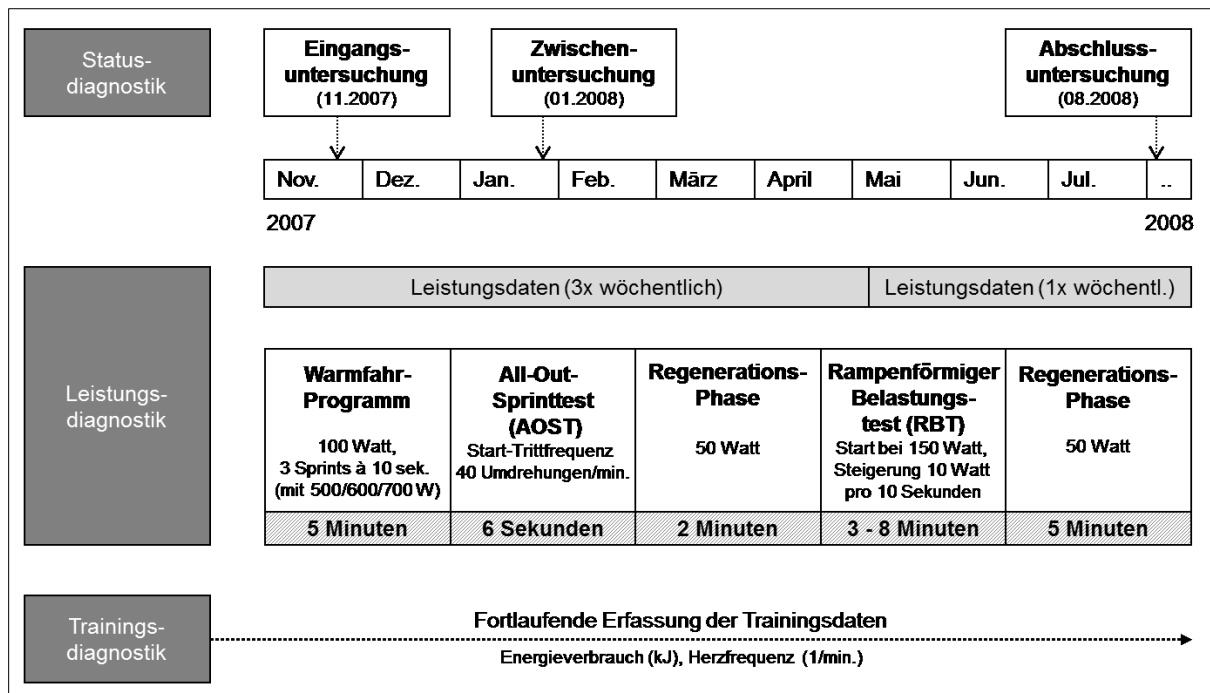 Status-
diagnostik
Eingangs-
untersuchung
(11.2007)
Zwischen-
untersuchung
(01.2008)
Abschluss-
untersuchung
(08.2008)
Nov.
Dez.
Jan.
Feb.
März
April
Mai
Jun.
Jul.
..
2007
2008
Leistungs-
diagnostik
Leistungsdaten (3x wöchentlich)
Leistungsdaten (1x wöchentl.)
Warmfahr-
Programm
100 Watt,
3 Sprints à 10 sek.
(mit 500/600/700 W)
5 Minuten
All-Out-
Sprinttest
(AOST)
Start-Trittfrequenz
40 Umdrehungen/min.
6 Sekunden
Regenerations-
Phase
50 Watt
2 Minuten
Rampenförmiger
Belastungs-
test (RBT)
Start bei 150 Watt,
Steigerung 10 Watt
pro 10 Sekunden
3 - 8 Minuten
Regenerations-
Phase
50 Watt
5 Minuten
Trainings-
diagnostik
Fortlaufende Erfassung der Trainingsdaten
Energieverbrauch (kJ), Herzfrequenz (1/min.)